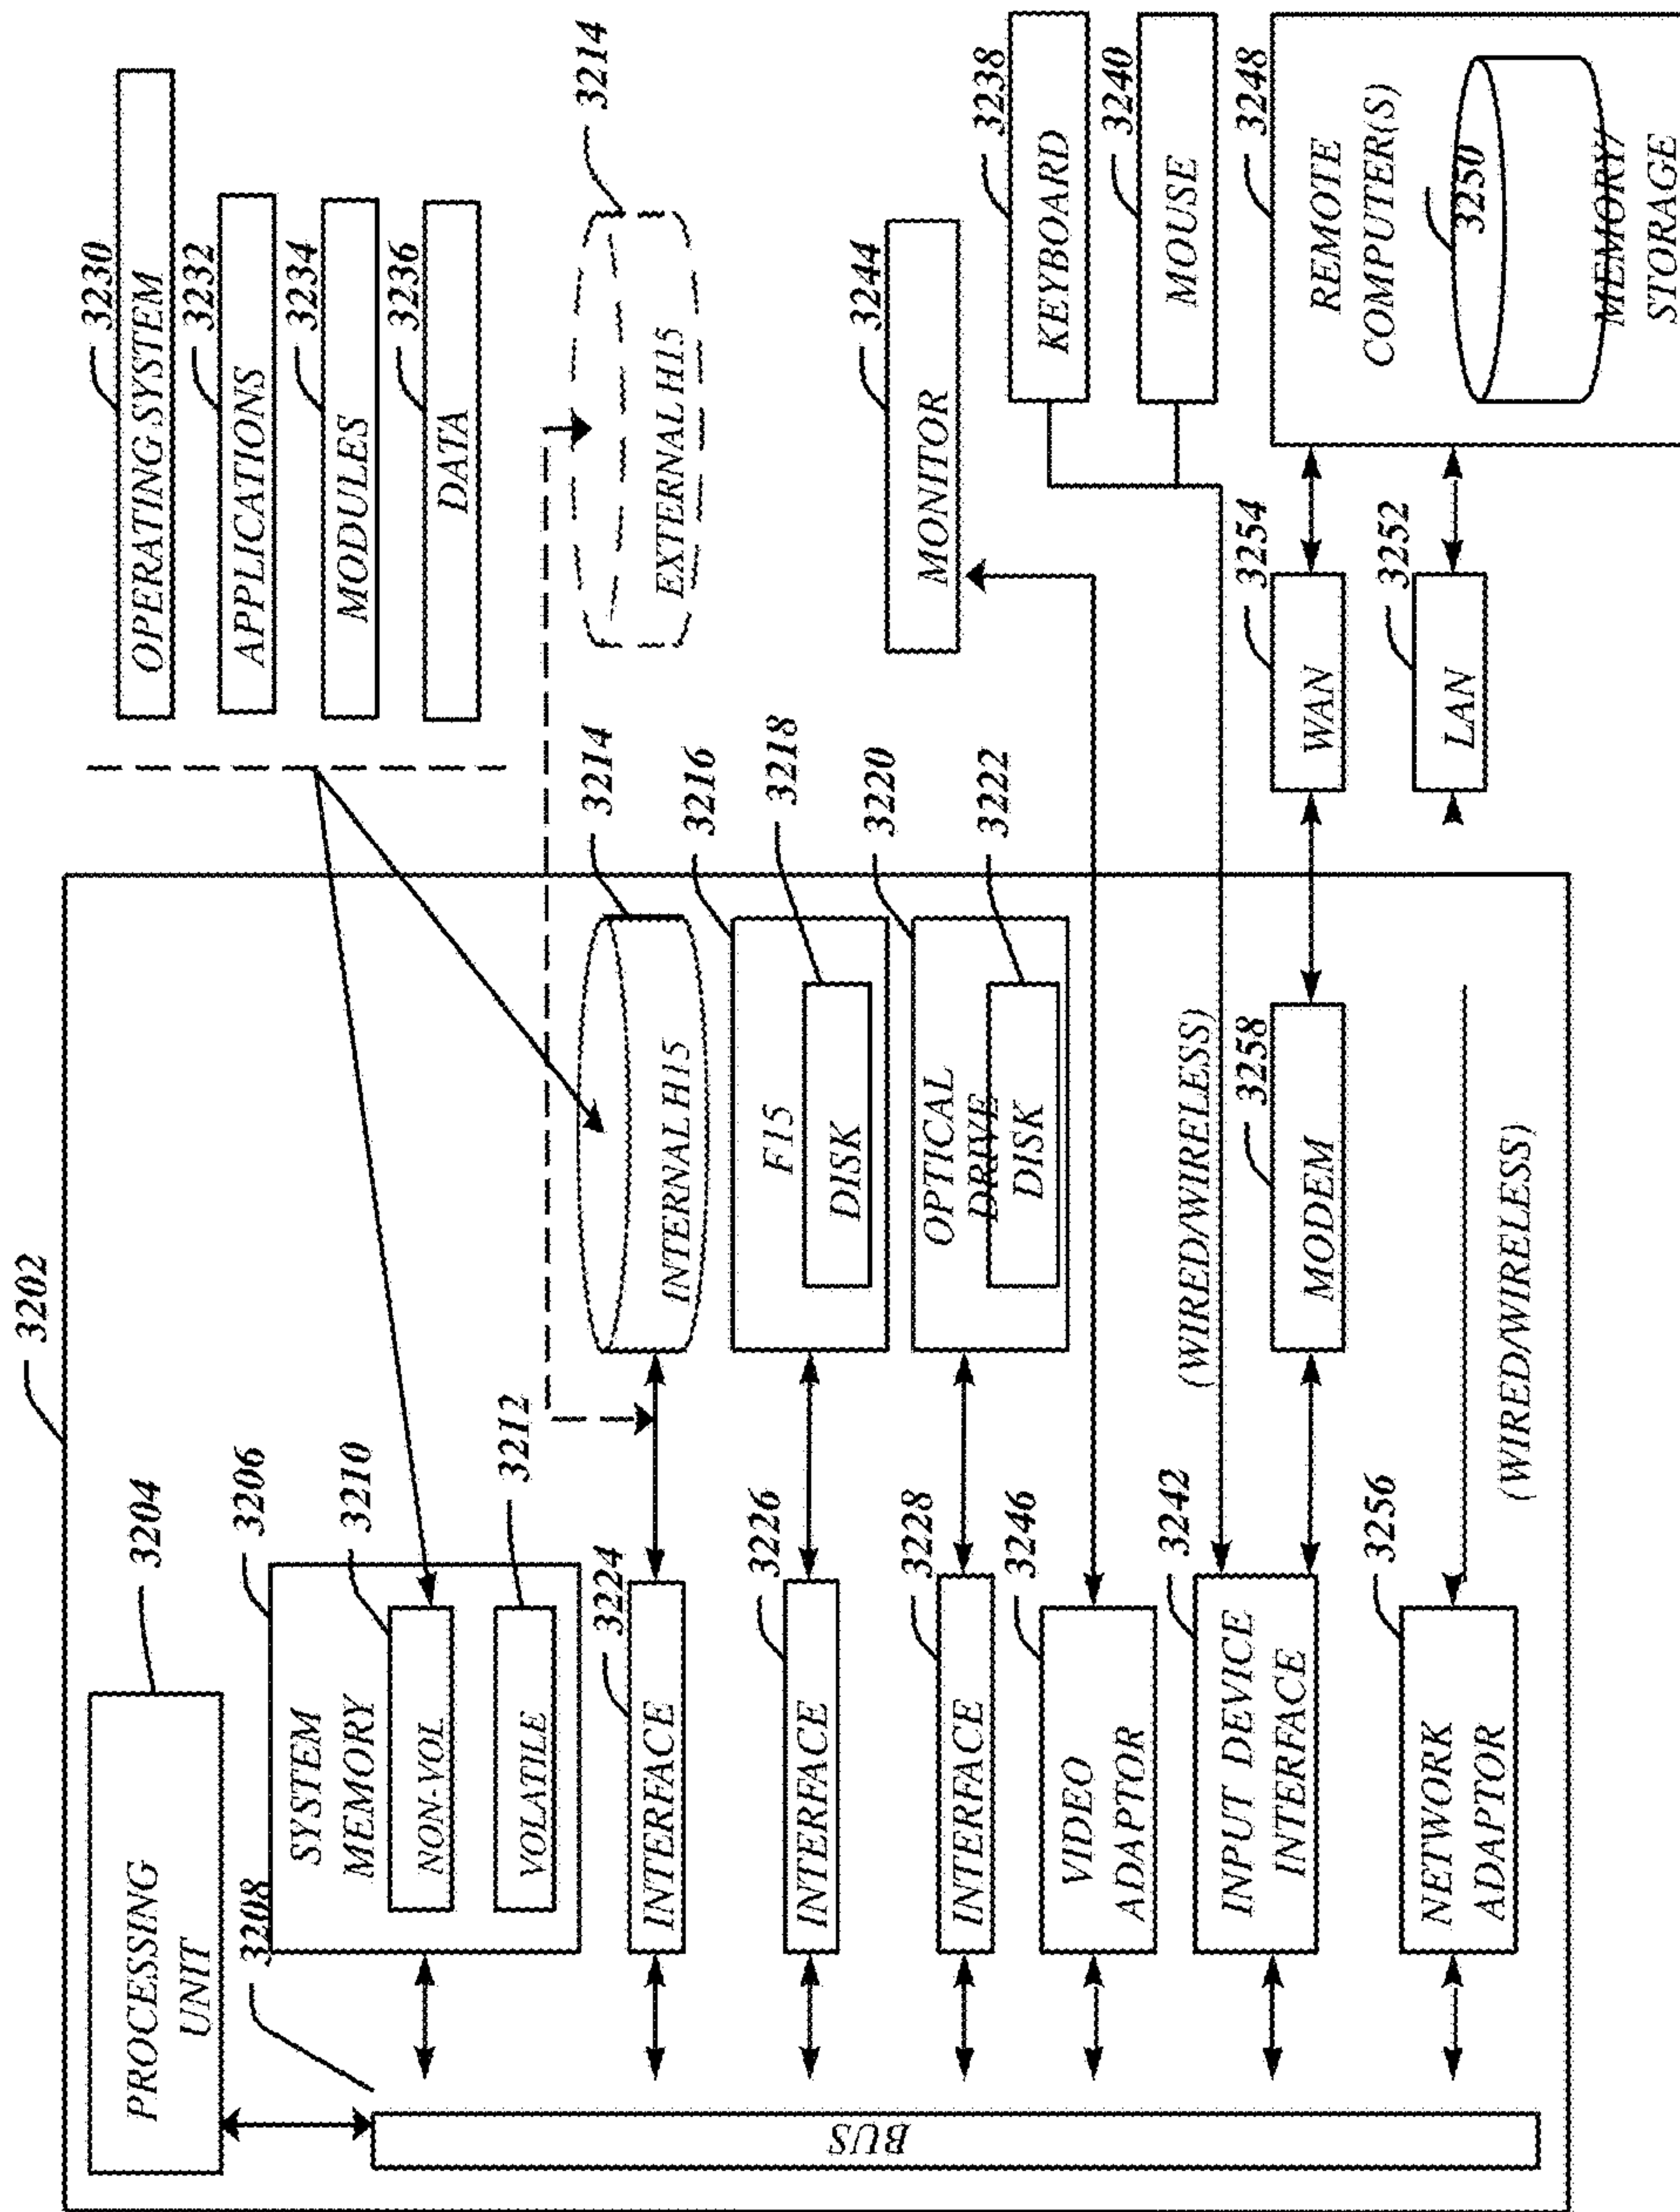 3202
PROCESSING
UNIT
3204
3206
SYSTEM
MEMORY
3210
NON-VOL
3212
VOLATILE
3208
BUS
OPERATING SYSTEM
3230
APPLICATIONS
3232
MODULES
3234
DATA
3236
3224
INTERFACE
INTERNAL H15
3214
EXTERNAL H15
3214
3226
INTERFACE
3216
F15
3218
DISK
3228
INTERFACE
3220
OPTICAL
DRIVE
3222
DISK
3246
VIDEO
ADAPTOR
MONITOR
3244
3242
INPUT DEVICE
INTERFACE
(WIRED/WIRELESS)
KEYBOARD
3238
MOUSE
3240
3258
MODEM
WAN
3254
3256
NETWORK
ADAPTOR
(WIRED/WIRELESS)
LAN
3252
REMOTE
COMPUTER(S)
3248
3250
MEMORY/
STORAGE